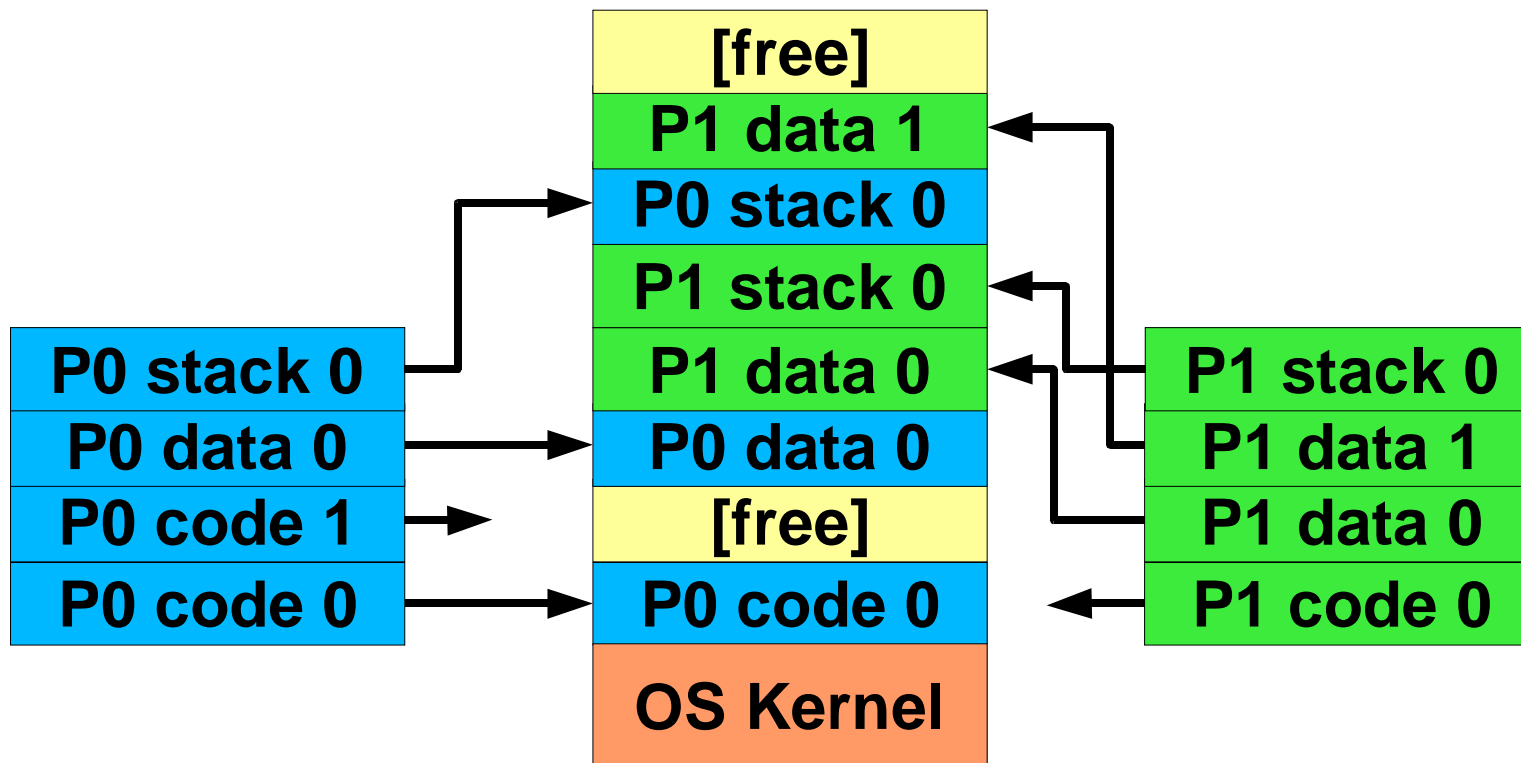 [free]
P1 data 1
P0 stack 0
P1 stack 0
P1 data 0
P0 data 0
[free]
P0 code 0
OS Kernel
P0 stack 0
P0 data 0
P0 code 1
P0 code 0
P1 stack 0
P1 data 1
P1 data 0
P1 code 0